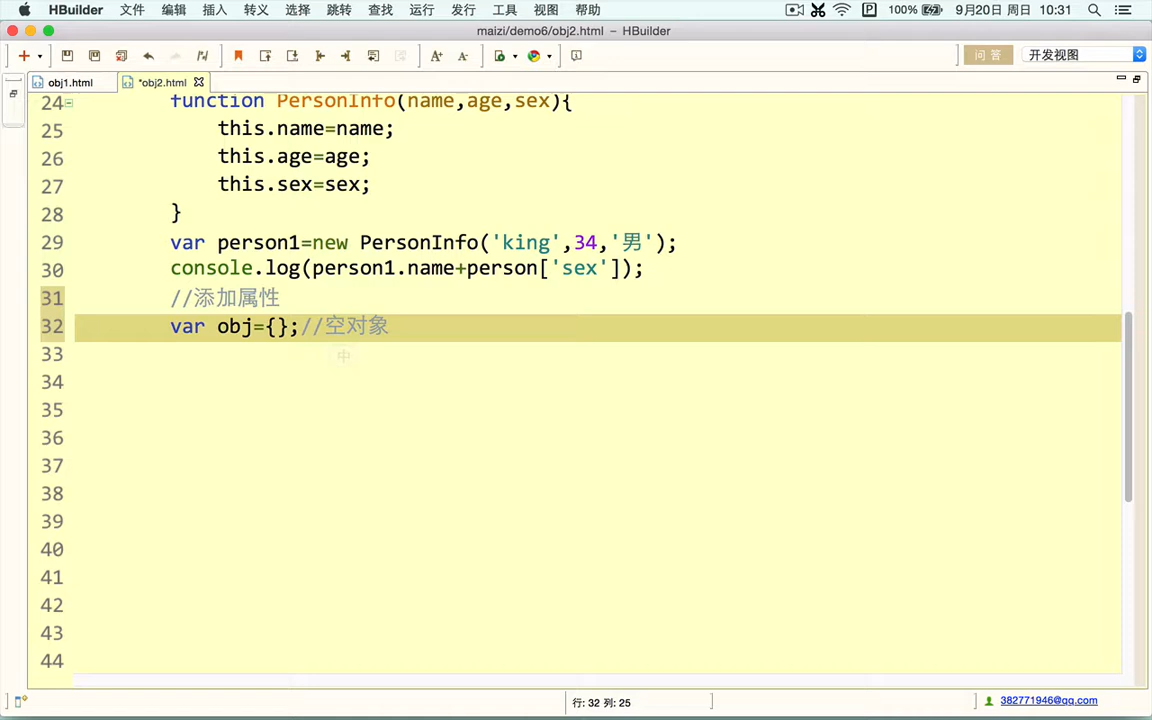 HBuilder 文件 编辑 插入 转义 选择 跳转 查找 运行 发行 工具 视图 帮助 100% 9月20日 周日 10:31
maizi/demo6/obj2.html – HBuilder
A+ A- 问答 开发视图
obj1.html *obj2.html
24 function PersonInfo(name,age,sex){
25 this.name=name;
26 this.age=age;
27 this.sex=sex;
28 }
29 var person1=new PersonInfo('king',34,'男');
30 console.log(person1.name+person['sex']);
31 //添加属性
32 var obj={};//空对象
33 中
34
35
36
37
38
39
40
41
42
43
44
行: 32 列: 25 382771946@qq.com